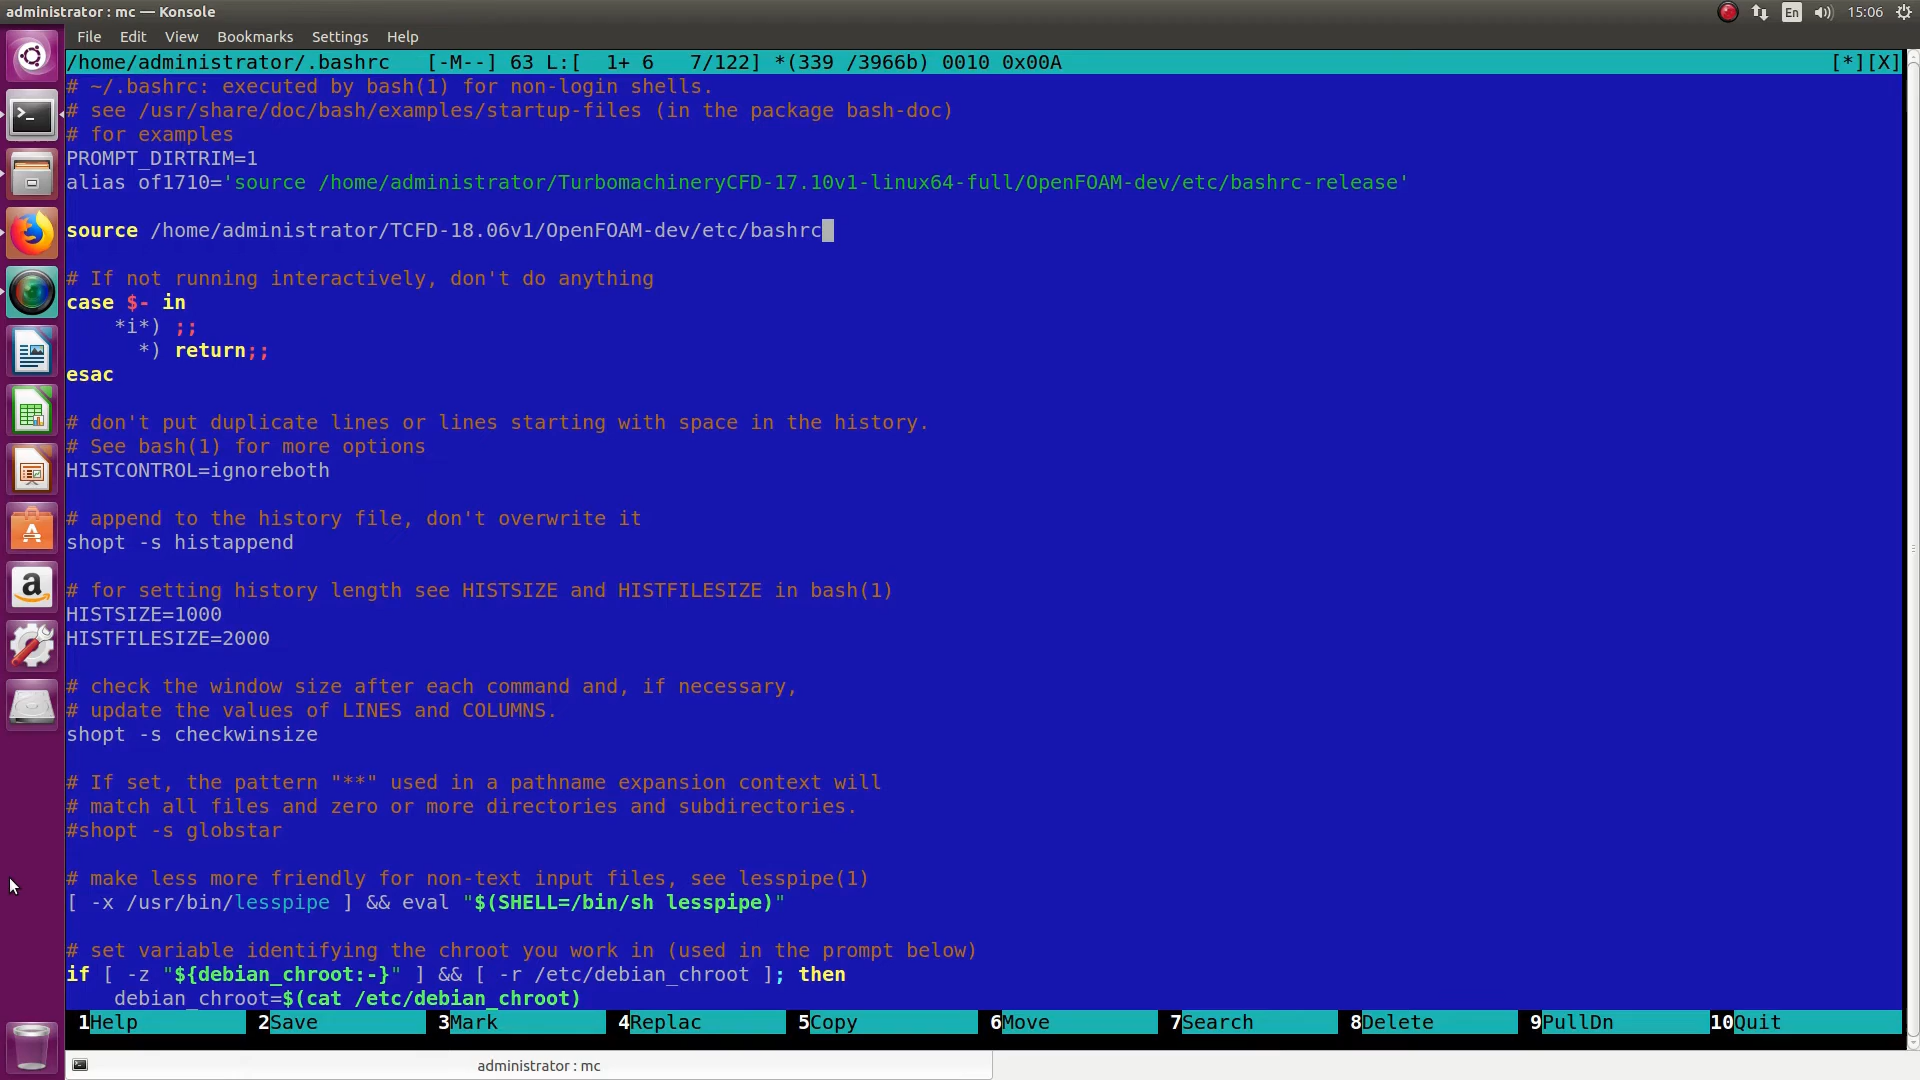 administrator : mc — Konsole
En
15:06
File Edit View Bookmarks Settings Help
/home/administrator/.bashrc   [-M--] 63 L:[  1+ 6   7/122] *(339 /3966b) 0010 0x00A [*][X]
# ~/.bashrc: executed by bash(1) for non-login shells.
# see /usr/share/doc/bash/examples/startup-files (in the package bash-doc)
# for examples
PROMPT_DIRTRIM=1
alias of1710='source /home/administrator/TurbomachineryCFD-17.10v1-linux64-full/OpenFOAM-dev/etc/bashrc-release'
source /home/administrator/TCFD-18.06v1/OpenFOAM-dev/etc/bashrc
# If not running interactively, don't do anything
case $- in
    *i*) ;;
      *) return;;
esac
# don't put duplicate lines or lines starting with space in the history.
# See bash(1) for more options
HISTCONTROL=ignoreboth
# append to the history file, don't overwrite it
shopt -s histappend
# for setting history length see HISTSIZE and HISTFILESIZE in bash(1)
HISTSIZE=1000
HISTFILESIZE=2000
# check the window size after each command and, if necessary,
# update the values of LINES and COLUMNS.
shopt -s checkwinsize
# If set, the pattern "**" used in a pathname expansion context will
# match all files and zero or more directories and subdirectories.
#shopt -s globstar
# make less more friendly for non-text input files, see lesspipe(1)
[ -x /usr/bin/lesspipe ] && eval "$(SHELL=/bin/sh lesspipe)"
# set variable identifying the chroot you work in (used in the prompt below)
if [ -z "${debian_chroot:-}" ] && [ -r /etc/debian_chroot ]; then
    debian_chroot=$(cat /etc/debian_chroot)
1Help 2Save 3Mark 4Replac 5Copy 6Move 7Search 8Delete 9PullDn 10Quit
administrator : mc